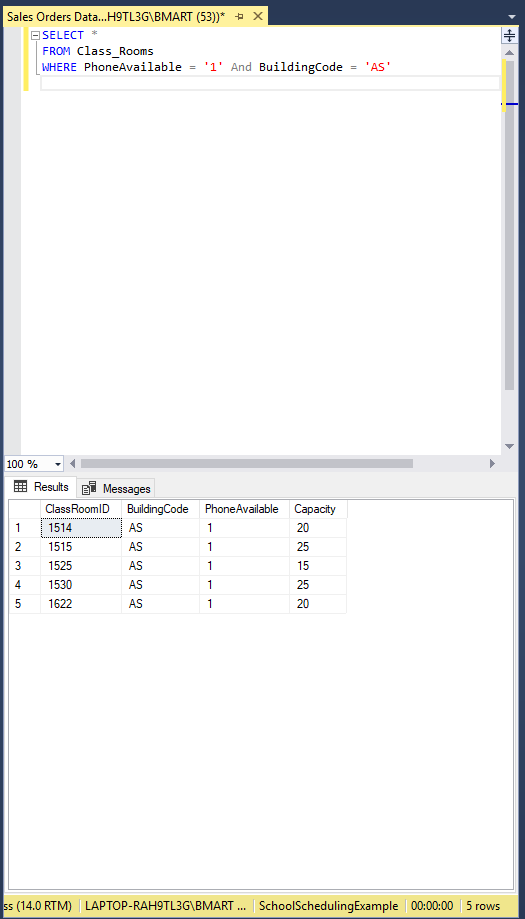 Sales Orders Data...H9TL3G\BMART (53))*
SELECT *
FROM Class_Rooms
WHERE PhoneAvailable = '1' And BuildingCode = 'AS'
100 %
Results Messages
ClassRoomID BuildingCode PhoneAvailable Capacity
1 1514 AS 1 20
2 1515 AS 1 25
3 1525 AS 1 15
4 1530 AS 1 25
5 1622 AS 1 20
ss (14.0 RTM) LAPTOP-RAH9TL3G\BMART ... SchoolSchedulingExample 00:00:00 5 rows